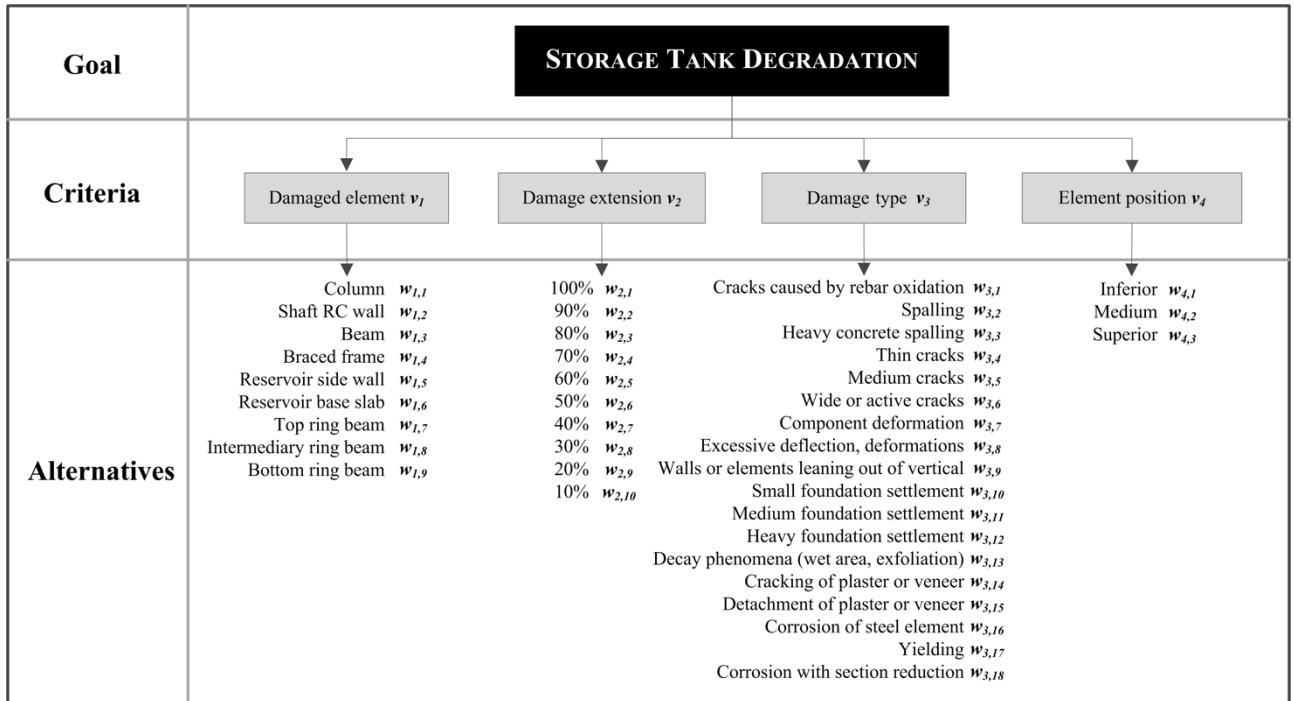 Goal
STORAGE TANK DEGRADATION
Criteria
Damaged element v1
Damage extension v2
Damage type v3
Element position v4
Alternatives
Column w1,1
Shaft RC wall w1,2
Beam w1,3
Braced frame w1,4
Reservoir side wall w1,5
Reservoir base slab w1,6
Top ring beam w1,7
Intermediary ring beam w1,8
Bottom ring beam w1,9
100% w2,1
90% w2,2
80% w2,3
70% w2,4
60% w2,5
50% w2,6
40% w2,7
30% w2,8
20% w2,9
10% w2,10
Cracks caused by rebar oxidation w3,1
Spalling w3,2
Heavy concrete spalling w3,3
Thin cracks w3,4
Medium cracks w3,5
Wide or active cracks w3,6
Component deformation w3,7
Excessive deflection, deformations w3,8
Walls or elements leaning out of vertical w3,9
Small foundation settlement w3,10
Medium foundation settlement w3,11
Heavy foundation settlement w3,12
Decay phenomena (wet area, exfoliation) w3,13
Cracking of plaster or veneer w3,14
Detachment of plaster or veneer w3,15
Corrosion of steel element w3,16
Yielding w3,17
Corrosion with section reduction w3,18
Inferior w4,1
Medium w4,2
Superior w4,3